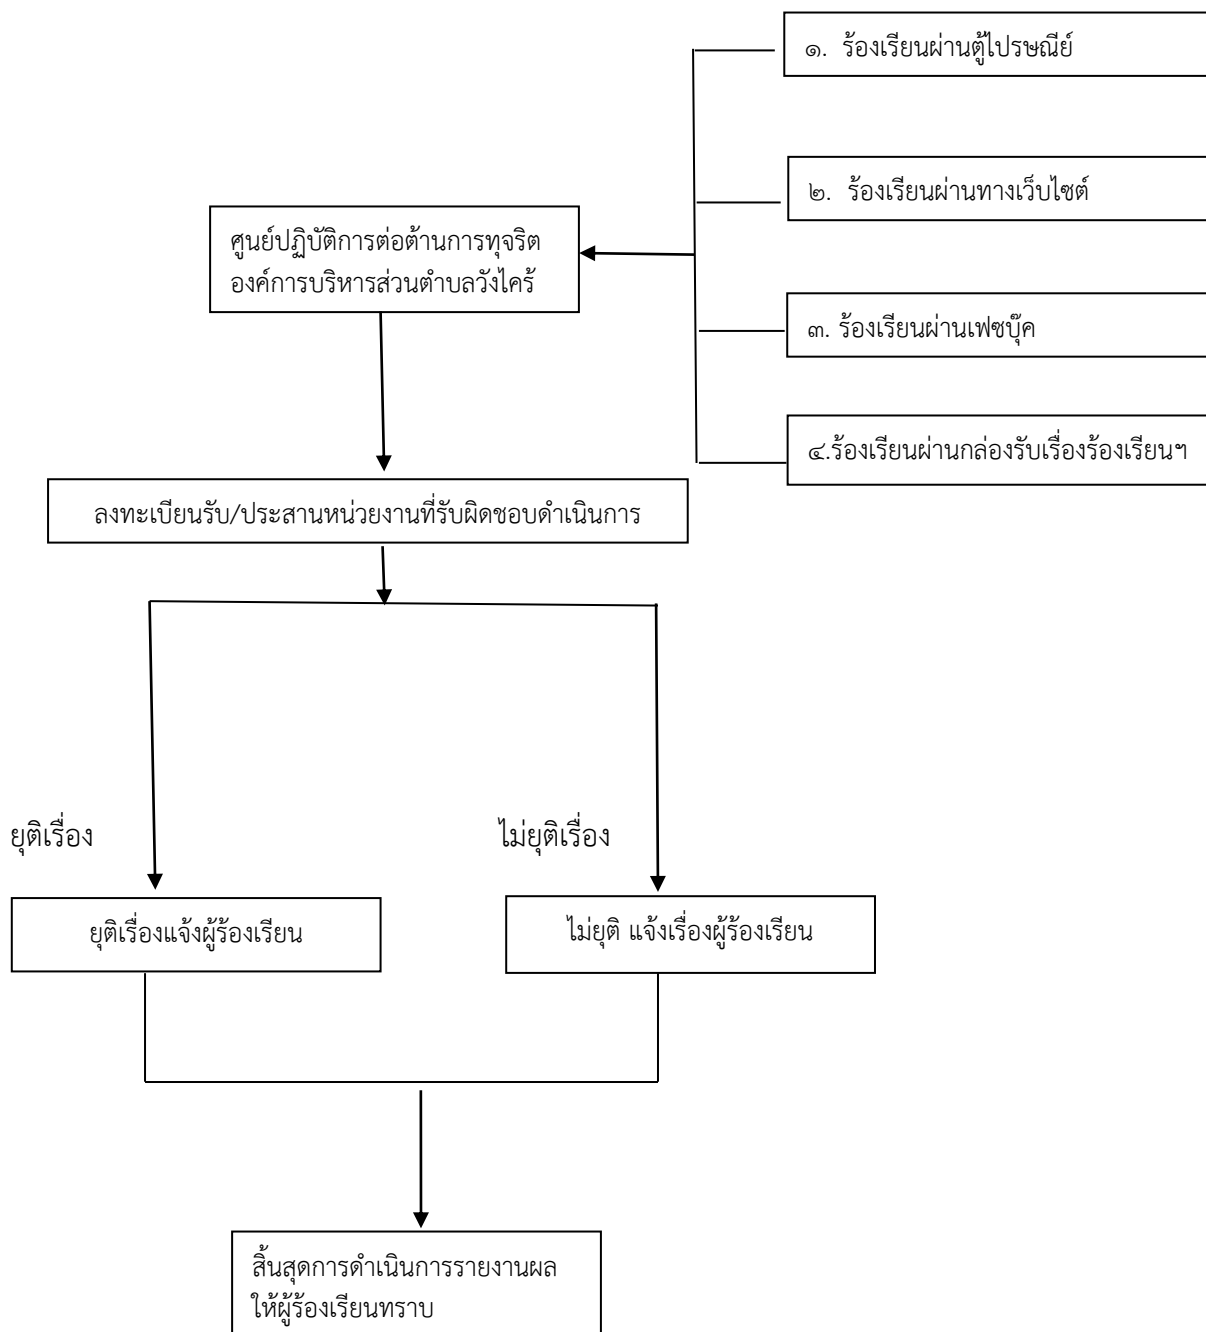 ๑. ร้องเรียนผ่านตู้ไปรษณีย์
๒. ร้องเรียนผ่านทางเว็บไซต์
ศูนย์ปฏิบัติการต่อต้านการทุจริต
องค์การบริหารส่วนตำบลวังไคร้
๓. ร้องเรียนผ่านเฟซบุ๊ค
๔.ร้องเรียนผ่านกล่องรับเรื่องร้องเรียนฯ
ลงทะเบียนรับ/ประสานหน่วยงานที่รับผิดชอบดำเนินการ
ยุติเรื่อง
ไม่ยุติเรื่อง
ยุติเรื่องแจ้งผู้ร้องเรียน
ไม่ยุติ แจ้งเรื่องผู้ร้องเรียน
สิ้นสุดการดำเนินการรายงานผล
ให้ผู้ร้องเรียนทราบ